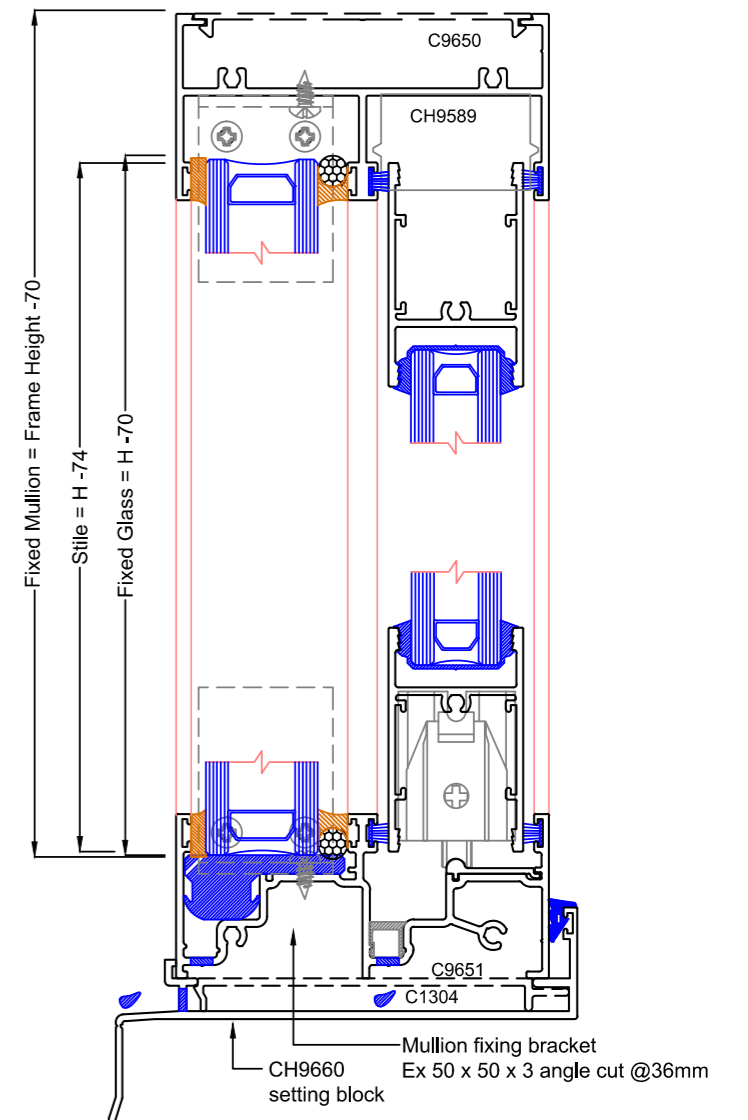 C9650
CH9589
Fixed Mullion = Frame Height -70
Stile = H -74
Fixed Glass = H -70
C9651
C1304
CH9660
setting block
Mullion fixing bracket
Ex 50 x 50 x 3 angle cut @36mm